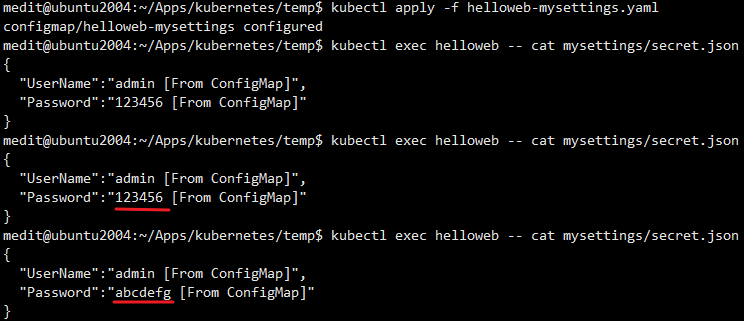 medit@ubuntu2004:~/Apps/kubernetes/temp$ kubectl apply -f helloweb-mysettings.yaml
configmap/helloweb-mysettings configured
medit@ubuntu2004:~/Apps/kubernetes/temp$ kubectl exec helloweb -- cat mysettings/secret.json
{
  "UserName":"admin [From ConfigMap]",
  "Password":"123456 [From ConfigMap]"
}
medit@ubuntu2004:~/Apps/kubernetes/temp$ kubectl exec helloweb -- cat mysettings/secret.json
{
  "UserName":"admin [From ConfigMap]",
  "Password":"123456 [From ConfigMap]"
}
medit@ubuntu2004:~/Apps/kubernetes/temp$ kubectl exec helloweb -- cat mysettings/secret.json
{
  "UserName":"admin [From ConfigMap]",
  "Password":"abcdefg [From ConfigMap]"
}